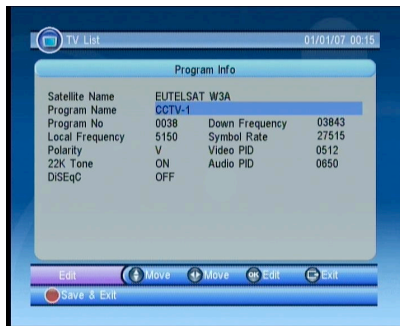 TV List 01/01/07 00:15
Program Info
Satellite Name EUTELSAT W3A
Program Name CCTV-1
Program No 0038 Down Frequency 03843
Local Frequency 5150 Symbol Rate 27515
Polarity V Video PID 0512
22K Tone ON Audio PID 0650
DiSEqC OFF
Edit Move Move OK Edit Exit
Save & Exit